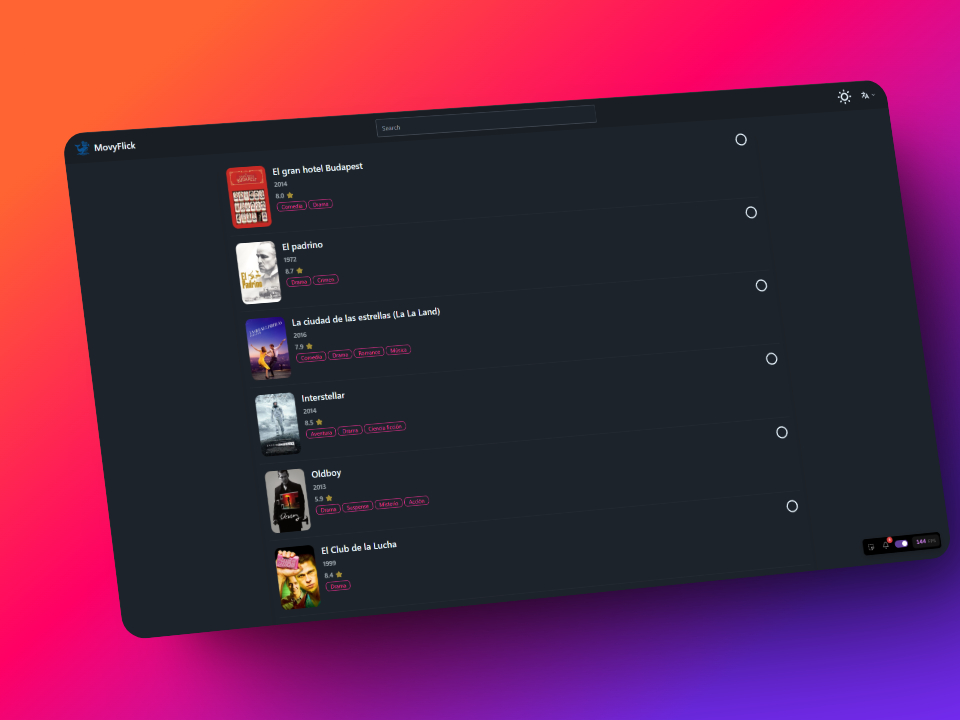 MovyFlick
Search
El gran hotel Budapest
2014
8.0
Comedia Drama
El padrino
1972
8.7
Drama Crimen
El Padrino
La ciudad de las estrellas (La La Land)
2016
7.9
Comedia Drama Romance Música
Interstellar
2014
8.5
Aventura Drama Ciencia ficción
Oldboy
2013
5.9
Drama Suspense Misterio Acción
El Club de la Lucha
1999
8.4
Drama
144